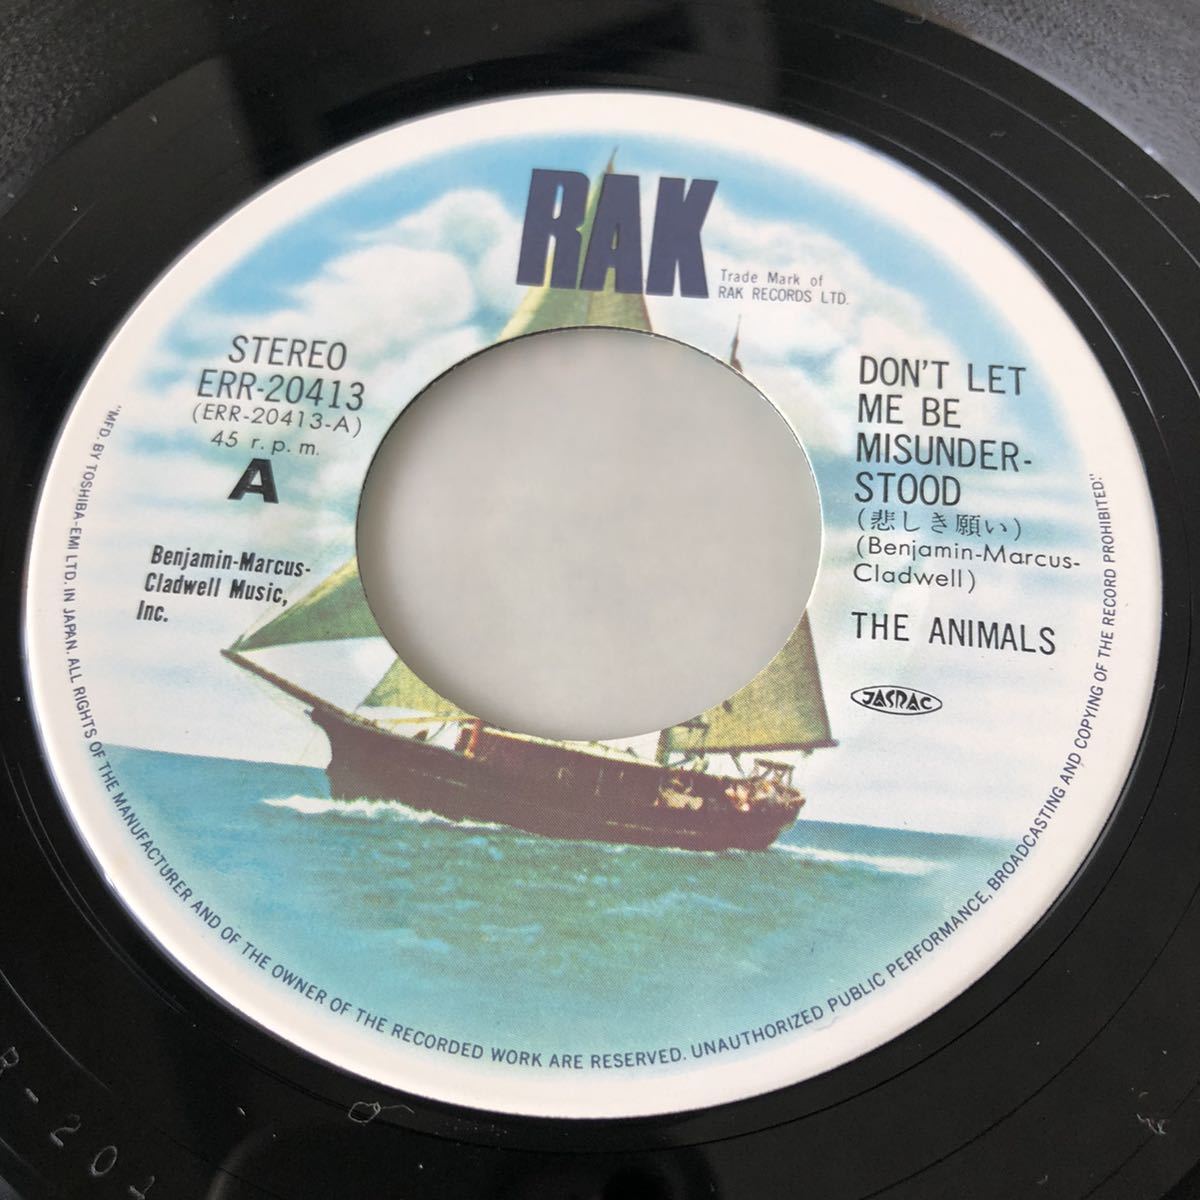 RAK
Trade Mark of
RAK RECORDS LTD.
STEREO
ERR-20413
(ERR-20413-A)
45 r.p.m.
A
Benjamin-Marcus-
Cladwell Music,
Inc.
DON'T LET
ME BE
MISUNDER-
STOOD
(悲しき願い)
(Benjamin-Marcus-
Cladwell)
THE ANIMALS
JASRAC
"MFD. BY TOSHIBA-EMI LTD. IN JAPAN. ALL RIGHTS OF THE MANUFACTURER AND OF THE OWNER OF THE RECORDED WORK ARE RESERVED. UNAUTHORIZED PUBLIC PERFORMANCE, BROADCASTING AND COPYING OF THE RECORD PROHIBITED."